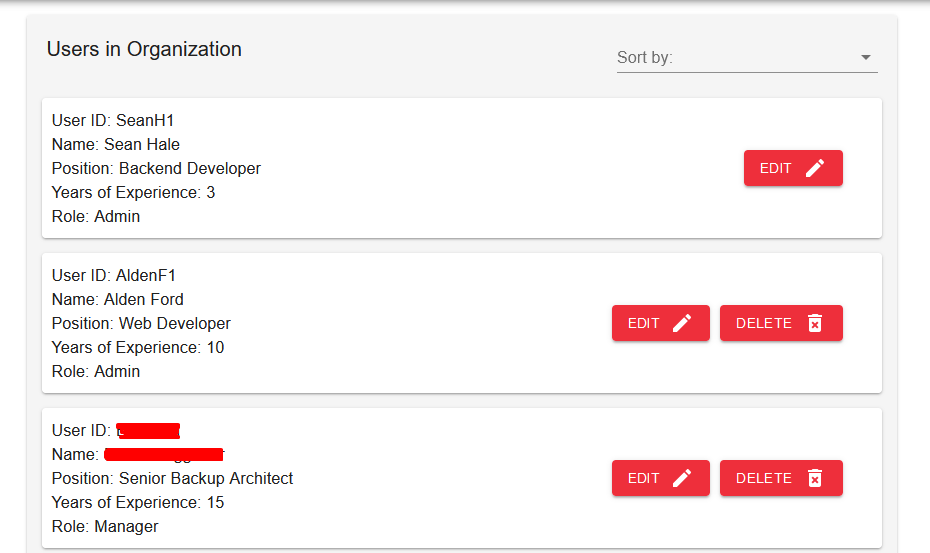 Users in Organization
Sort by:
User ID: SeanH1
Name: Sean Hale
Position: Backend Developer
Years of Experience: 3
Role: Admin
EDIT
User ID: AldenF1
Name: Alden Ford
Position: Web Developer
Years of Experience: 10
Role: Admin
EDIT
DELETE
User ID:
Name:
Position: Senior Backup Architect
Years of Experience: 15
Role: Manager
EDIT
DELETE